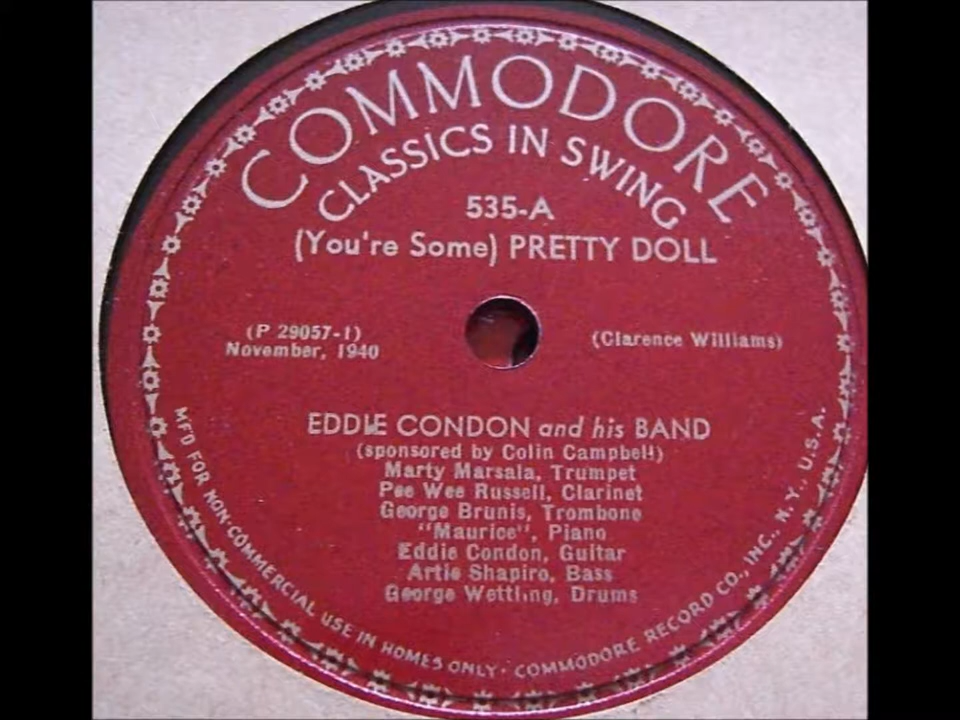 COMMODORE
CLASSICS IN SWING
535-A
(You're Some) PRETTY DOLL
(P 29057-1)
November, 1940
(Clarence Williams)
EDDIE CONDON and his BAND
(sponsored by Colin Campbell)
Marty Marsala, Trumpet
Pee Wee Russell, Clarinet
George Brunis, Trombone
"Maurice", Piano
Eddie Condon, Guitar
Artie Shapiro, Bass
George Wettling, Drums
MF'D FOR NON-COMMERCIAL USE IN HOMES ONLY · COMMODORE RECORD CO., INC., N. Y., U.S.A.